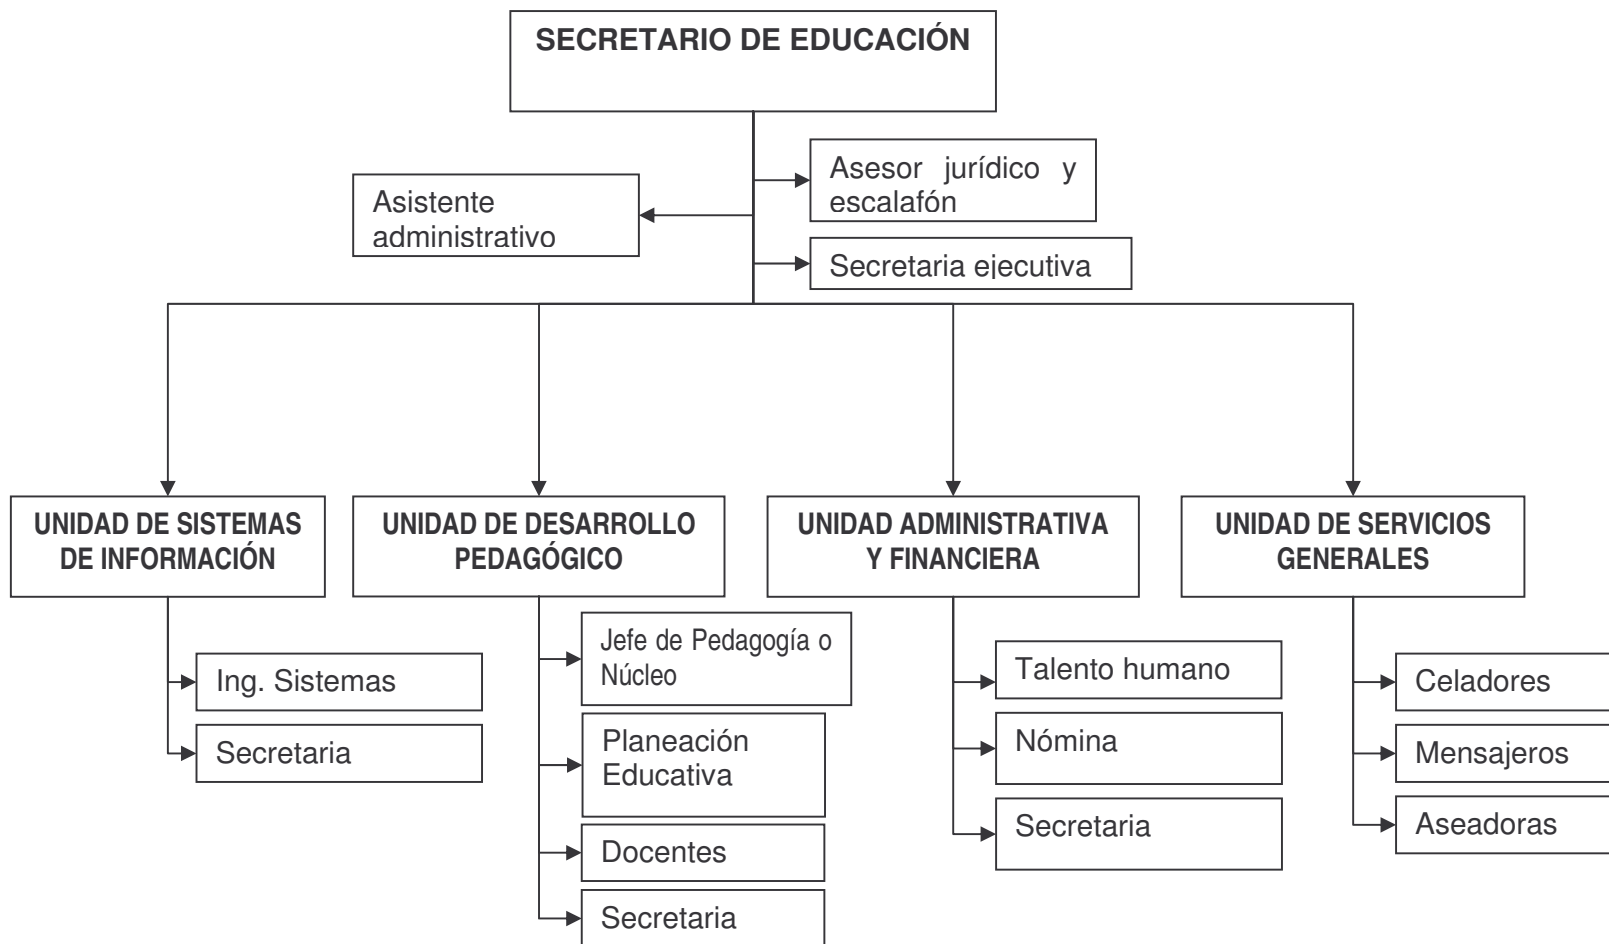 SECRETARIO DE EDUCACIÓN
Asesor jurídico y
escalafón
Asistente
administrativo
Secretaria ejecutiva
UNIDAD DE SISTEMAS
DE INFORMACIÓN
UNIDAD DE DESARROLLO
PEDAGÓGICO
UNIDAD ADMINISTRATIVA
Y FINANCIERA
UNIDAD DE SERVICIOS
GENERALES
Ing. Sistemas
Secretaria
Jefe de Pedagogía o
Núcleo
Planeación
Educativa
Docentes
Secretaria
Talento humano
Nómina
Secretaria
Celadores
Mensajeros
Aseadoras